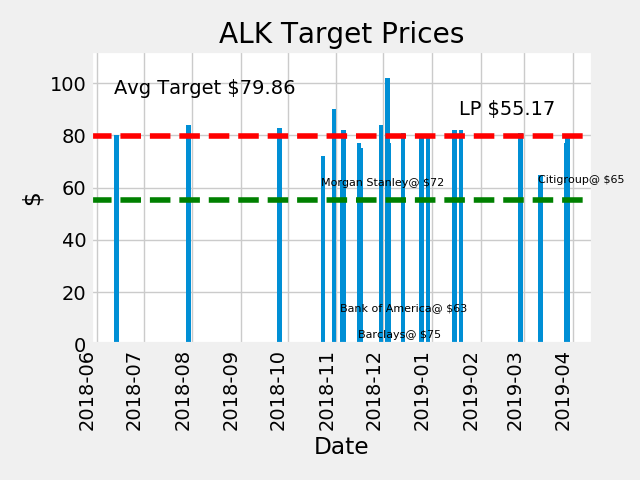 ALK Target Prices
Avg Target $79.86
LP $55.17
Morgan Stanley@ $72
Citigroup@ $65
Bank of America@ $63
Barclays@ $75
$
100
80
60
40
20
0
2018-06
2018-07
2018-08
2018-09
2018-10
2018-11
2018-12
2019-01
2019-02
2019-03
2019-04
Date